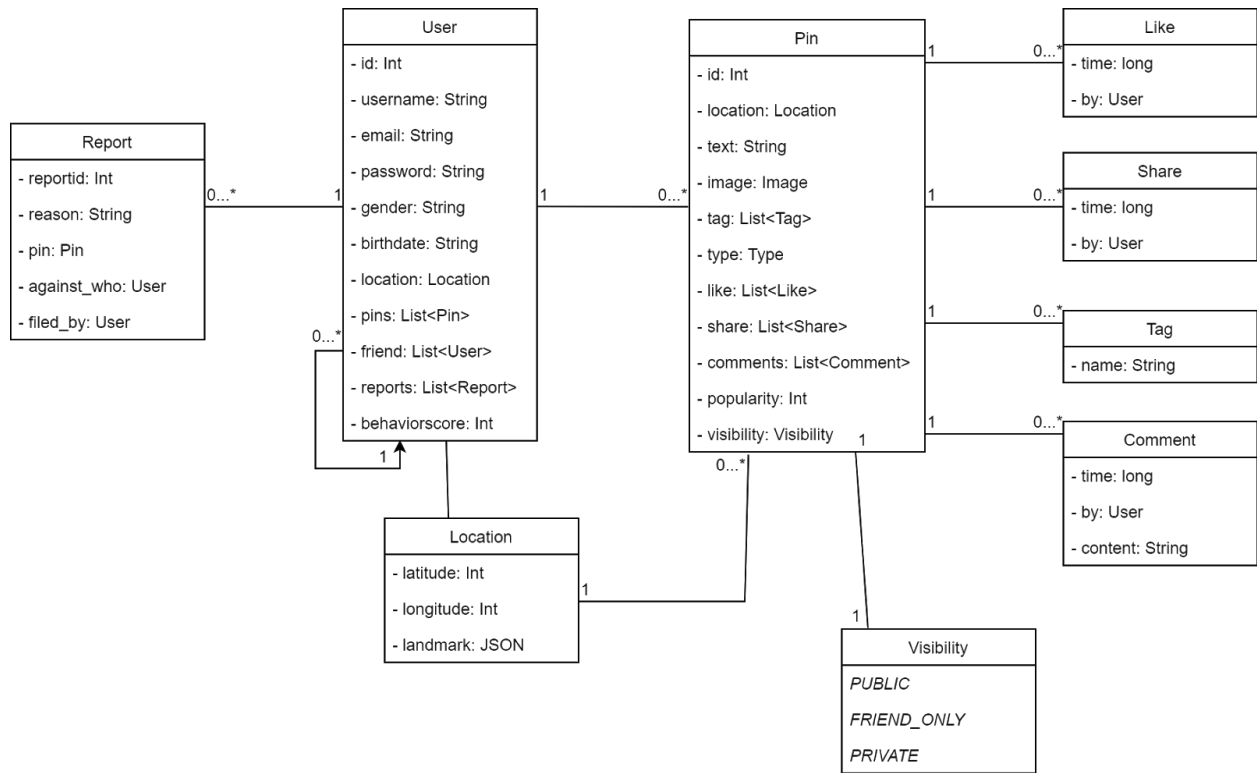 User
- id: Int
- username: String
- email: String
- password: String
- gender: String
- birthdate: String
- location: Location
- pins: List<Pin>
- friend: List<User>
- reports: List<Report>
- behaviorscore: Int
Pin
- id: Int
- location: Location
- text: String
- image: Image
- tag: List<Tag>
- type: Type
- like: List<Like>
- share: List<Share>
- comments: List<Comment>
- popularity: Int
- visibility: Visibility
Like
- time: long
- by: User
Report
- reportid: Int
- reason: String
- pin: Pin
- against_who: User
- filed_by: User
Share
- time: long
- by: User
Tag
- name: String
Comment
- time: long
- by: User
- content: String
Location
- latitude: Int
- longitude: Int
- landmark: JSON
Visibility
PUBLIC
FRIEND_ONLY
PRIVATE
0...*
1
1
0...*
1
0...*
1
0...*
1
0...*
1
0...*
0...*
1
0...*
1
1
1